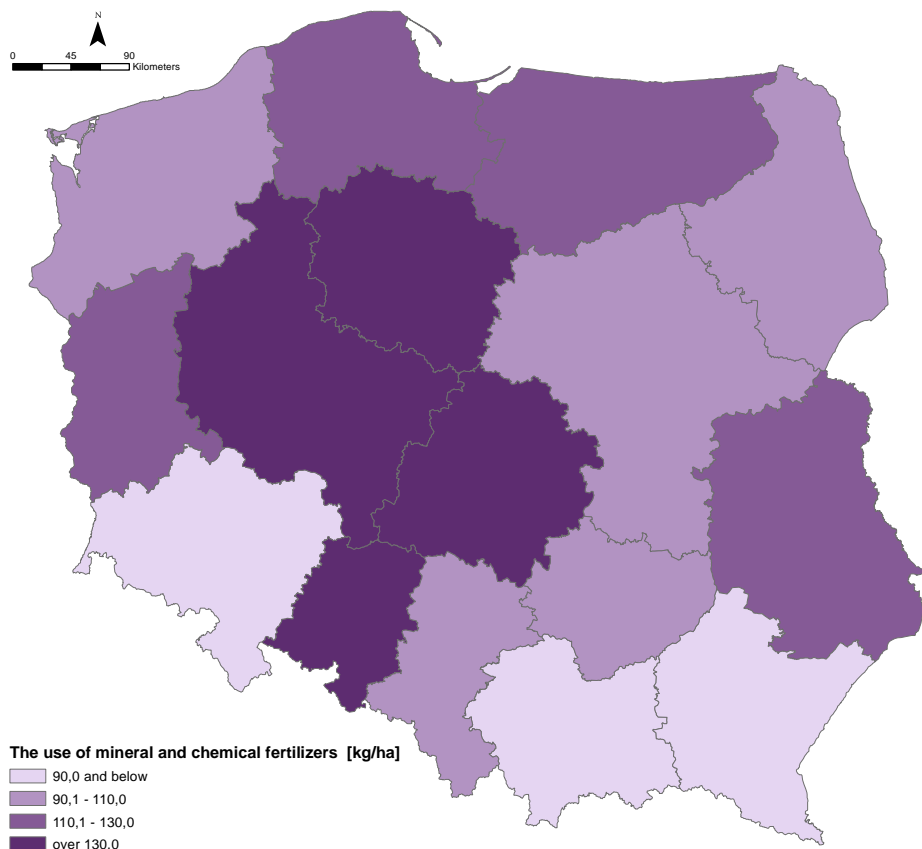 N
0 45 90
Kilometers
The use of mineral and chemical fertilizers [kg/ha]
90,0 and below
90,1 - 110,0
110,1 - 130,0
over 130,0